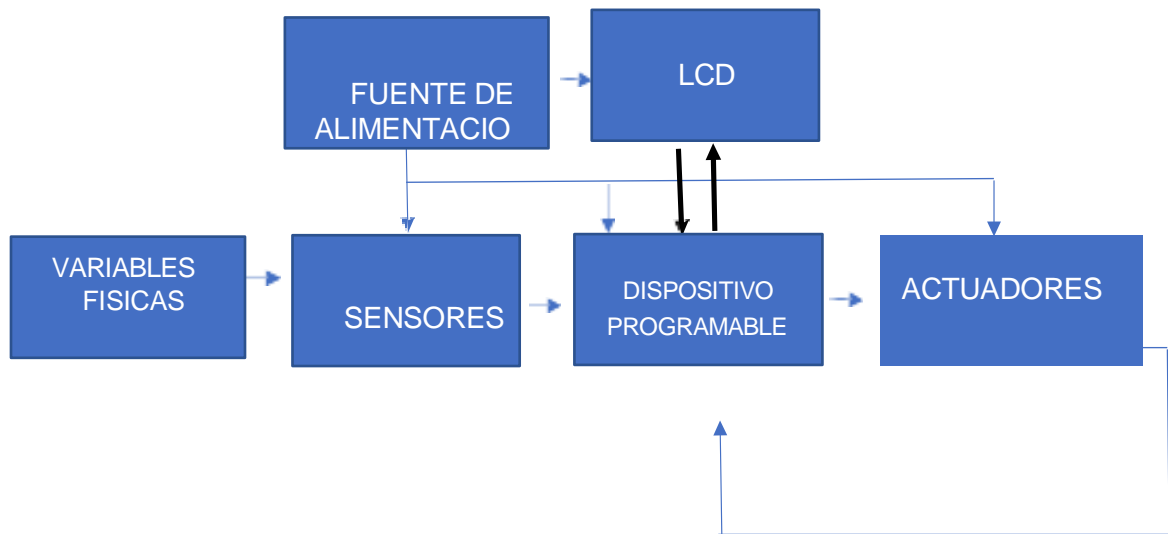 FUENTE DE
ALIMENTACIO
LCD
VARIABLES
FISICAS
SENSORES
DISPOSITIVO
PROGRAMABLE
ACTUADORES